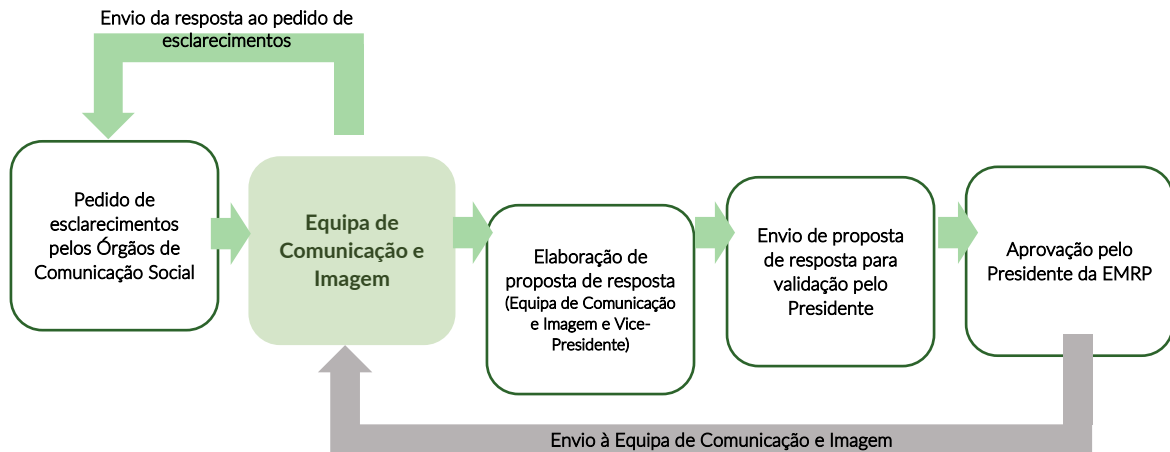 Envio da resposta ao pedido de
esclarecimentos
Pedido de
esclarecimentos
pelos Órgãos de
Comunicação Social
Equipa de
Comunicação e
Imagem
Elaboração de
proposta de resposta
(Equipa de Comunicação
e Imagem e Vice-
Presidente)
Envio de proposta
de resposta para
validação pelo
Presidente
Aprovação pelo
Presidente da EMRP
Envio à Equipa de Comunicação e Imagem